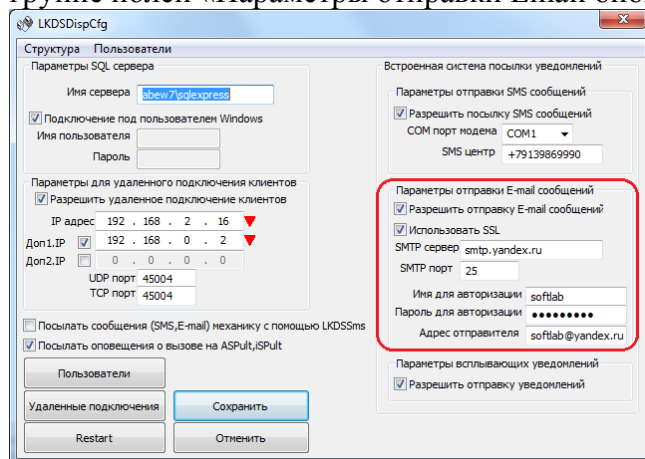 группе полей «Параметры отправки Email опо
LKDSDispCfg
Структура Пользователи
Параметры SQL сервера
Имя сервера abew7\sqlexpress
Подключение под пользователем Windows
Имя пользователя
Пароль
Параметры для удаленного подключения клиентов
Разрешить удаленное подключение клиентов
IP адрес 192 . 168 . 2 . 16
Доп1.IP 192 . 168 . 0 . 2
Доп2.IP 0 . 0 . 0 . 0
UDP порт 45004
TCP порт 45004
Посылать сообщения (SMS,E-mail) механику с помощью LKDSSms
Посылать оповещения о вызове на ASPult,iSPult
Пользователи
Удаленные подключения Сохранить
Restart Отменить
Встроенная система посылки уведомлений
Параметры отправки SMS сообщений
Разрешить посылку SMS сообщений
COM порт модема COM1
SMS центр +79139869990
Параметры отправки E-mail сообщений
Разрешить отправку E-mail сообщений
Использовать SSL
SMTP сервер smtp.yandex.ru
SMTP порт 25
Имя для авторизации softlab
Пароль для авторизации •••••••••
Адрес отправителя softlab@yandex.ru
Параметры всплывающих уведомлений
Разрешить отправку уведомлений